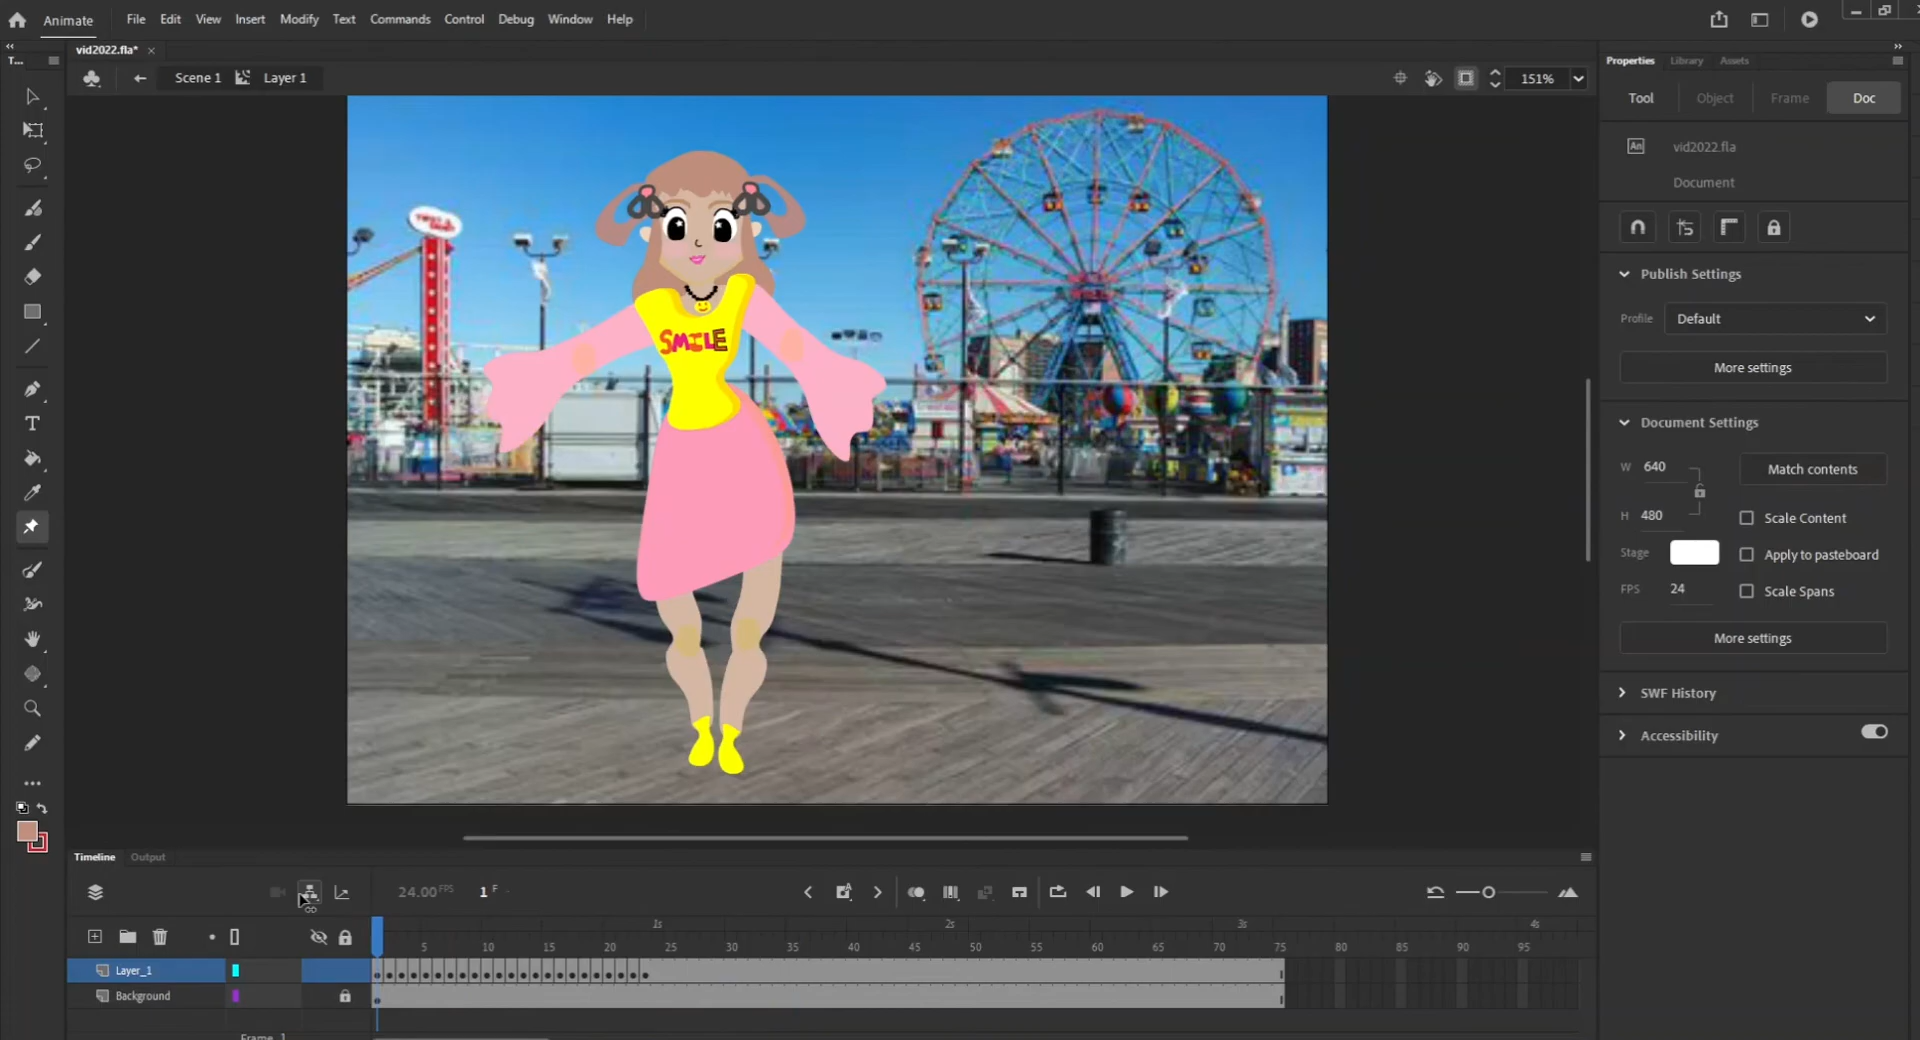 Animate File Edit View Insert Modify Text Commands Control Debug Window Help
T... vid2022.fla* ×
Scene 1 Layer 1 151%
Properties Library Assets
Tool Object Frame Doc
An vid2022.fla
Document
Publish Settings
Profile Default
More settings
Document Settings
W 640 Match contents
H 480 Scale Content
Stage Apply to pasteboard
FPS 24 Scale Spans
More settings
SWF History
Accessibility
SMILE
Timeline Output
24.00 FPS 1 F
1s 2s 3s 4s
5 10 15 20 25 30 35 40 45 50 55 60 65 70 75 80 85 90 95
Layer_1
Background
Frame 1